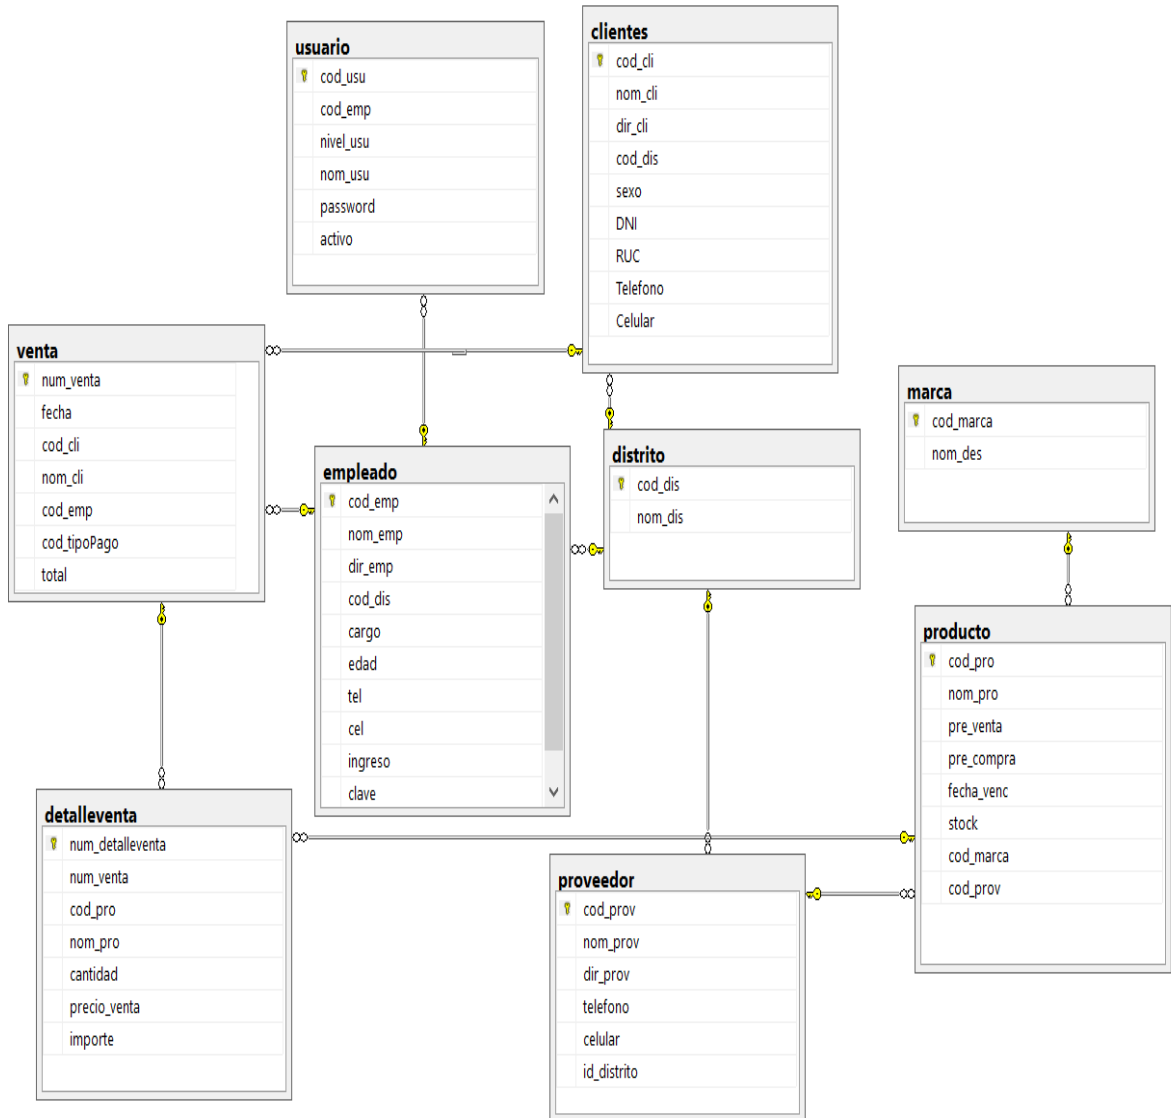 usuario
cod_usu
cod_emp
nivel_usu
nom_usu
password
activo
clientes
cod_cli
nom_cli
dir_cli
cod_dis
sexo
DNI
RUC
Telefono
Celular
venta
num_venta
fecha
cod_cli
nom_cli
cod_emp
cod_tipoPago
total
empleado
cod_emp
nom_emp
dir_emp
cod_dis
cargo
edad
tel
cel
ingreso
clave
distrito
cod_dis
nom_dis
marca
cod_marca
nom_des
producto
cod_pro
nom_pro
pre_venta
pre_compra
fecha_venc
stock
cod_marca
cod_prov
detalleventa
num_detalleventa
num_venta
cod_pro
nom_pro
cantidad
precio_venta
importe
proveedor
cod_prov
nom_prov
dir_prov
telefono
celular
id_distrito